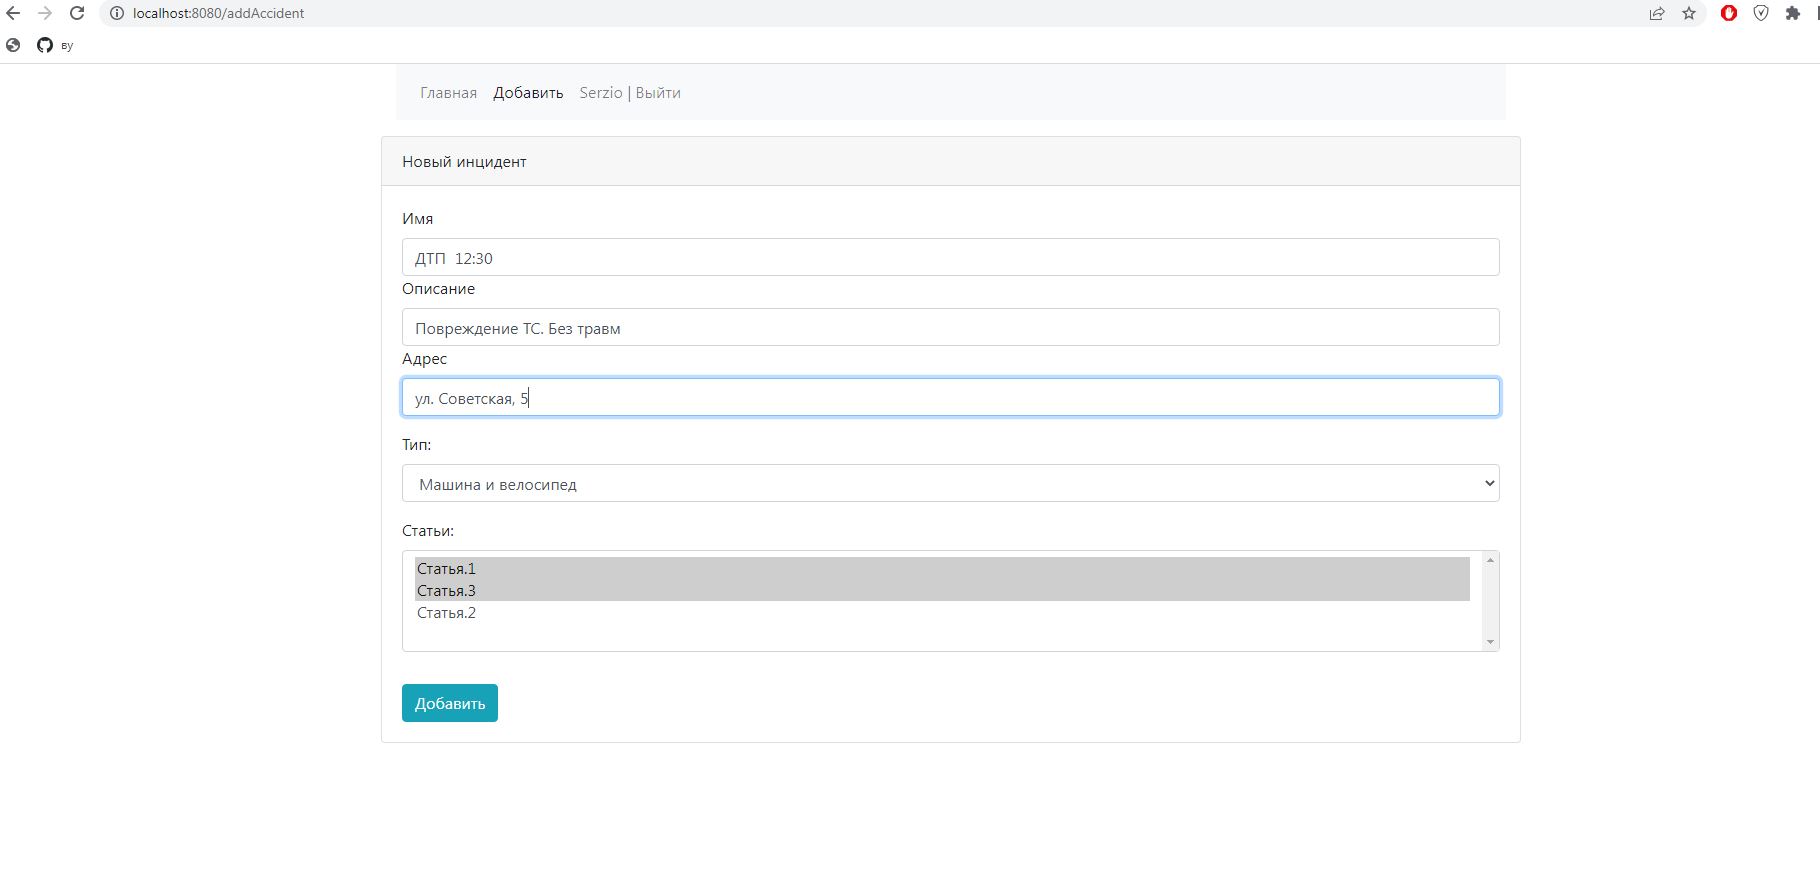 localhost:8080/addAccident
ву
Главная Добавить Serzio | Выйти
Новый инцидент
Имя
ДТП  12:30
Описание
Повреждение ТС. Без травм
Адрес
ул. Советская, 5
Тип:
Машина и велосипед
Статьи:
Статья.1
Статья.3
Статья.2
Добавить